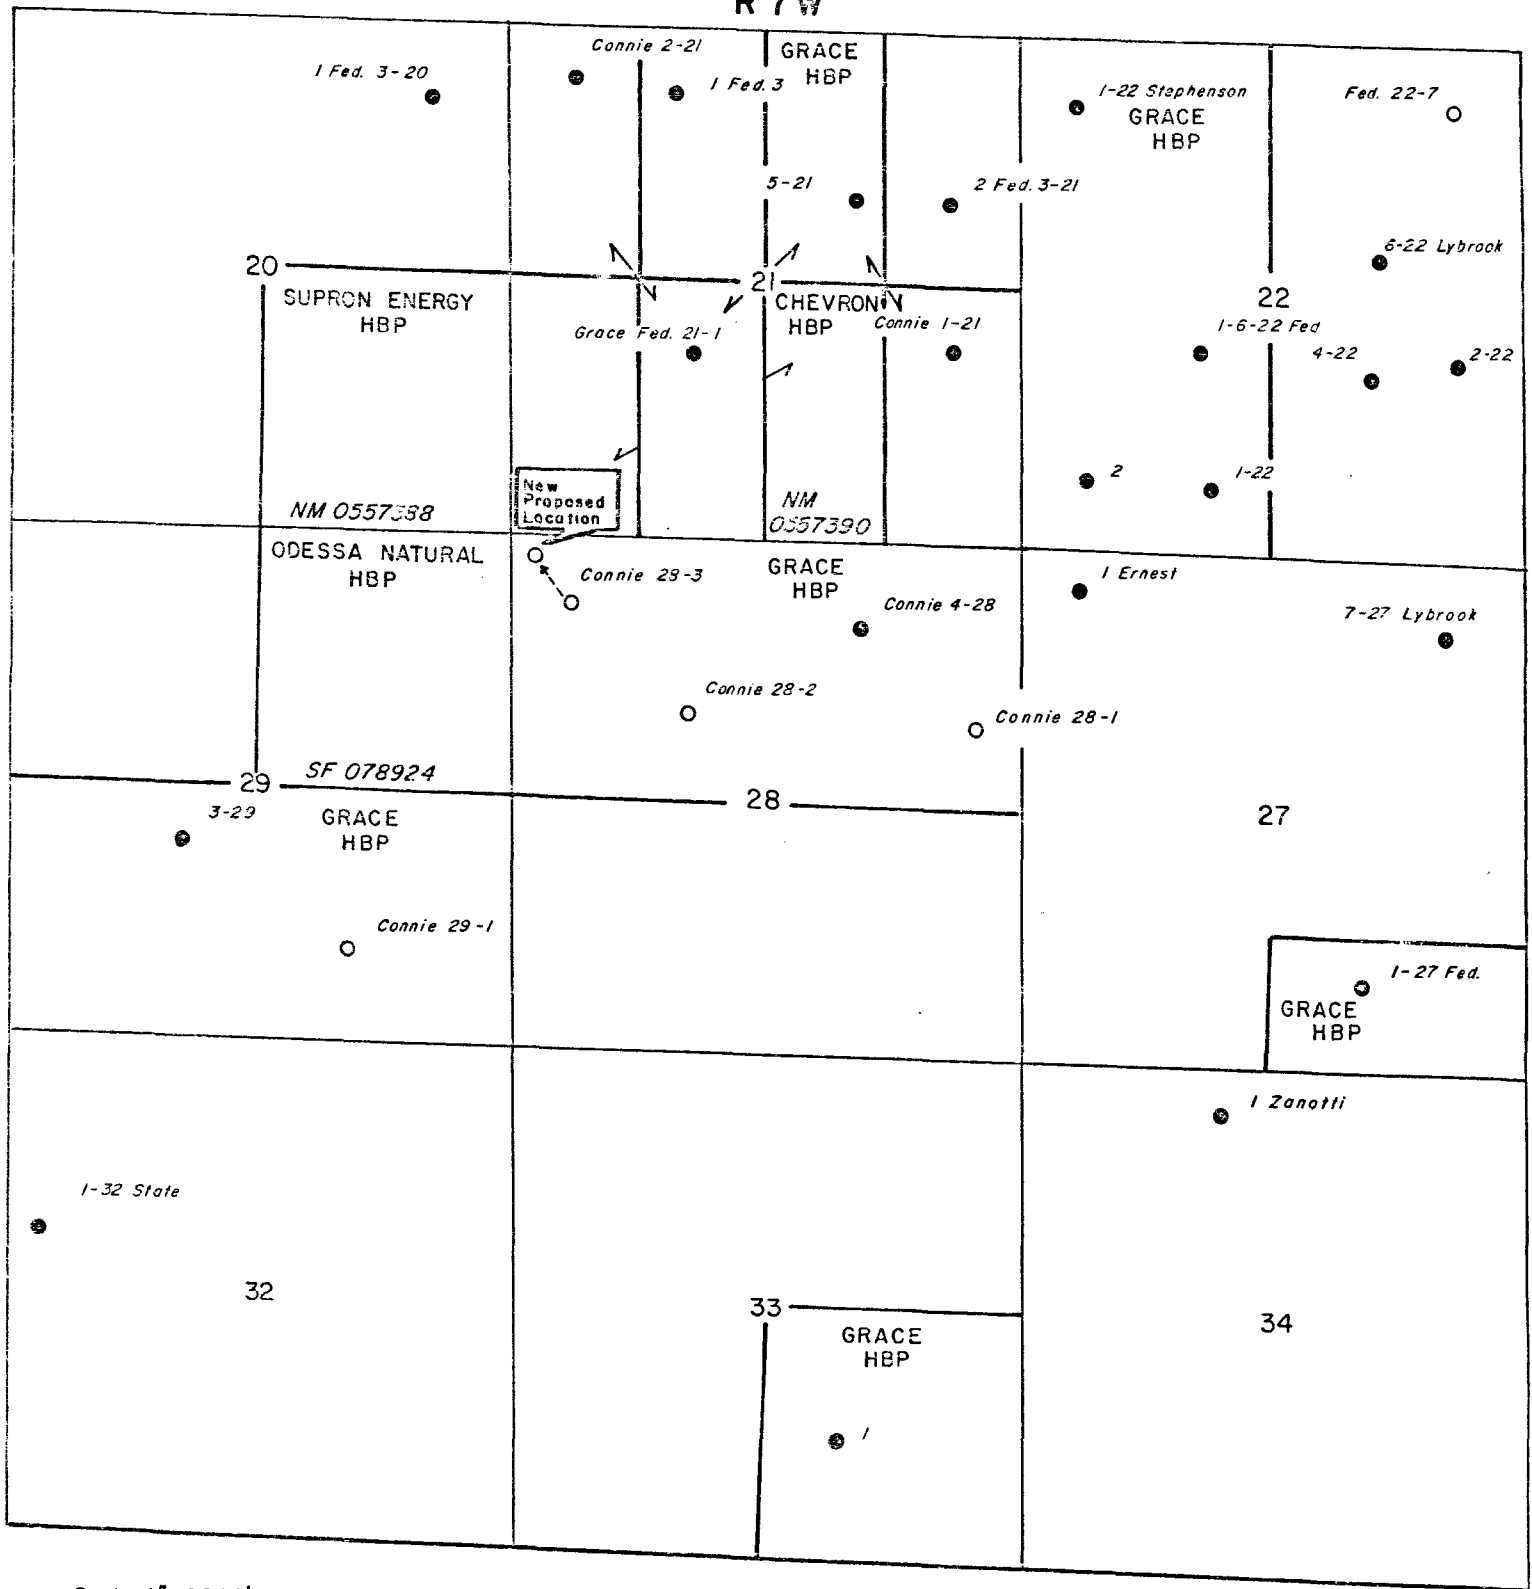 R 7 W
Connie 2-21
GRACE
HBP
1 Fed. 3-20
1 Fed. 3
1-22 Stephenson
GRACE
HBP
Fed. 22-7
5-21
2 Fed. 3-21
6-22 Lybrook
20
21
22
SUPRON ENERGY
HBP
CHEVRON
HBP
Grace Fed. 21-1
Connie 1-21
1-6-22 Fed
4-22
2-22
2
1-22
New
Proposed
Location
NM 0557388
NM
0557390
ODESSA NATURAL
HBP
Connie 28-3
GRACE
HBP
1 Ernest
Connie 4-28
7-27 Lybrook
Connie 28-2
Connie 28-1
SF 078924
29
28
27
3-29
GRACE
HBP
Connie 29-1
1-27 Fed.
GRACE
HBP
1 Zanotti
1-32 State
32
33
34
GRACE
HBP
1